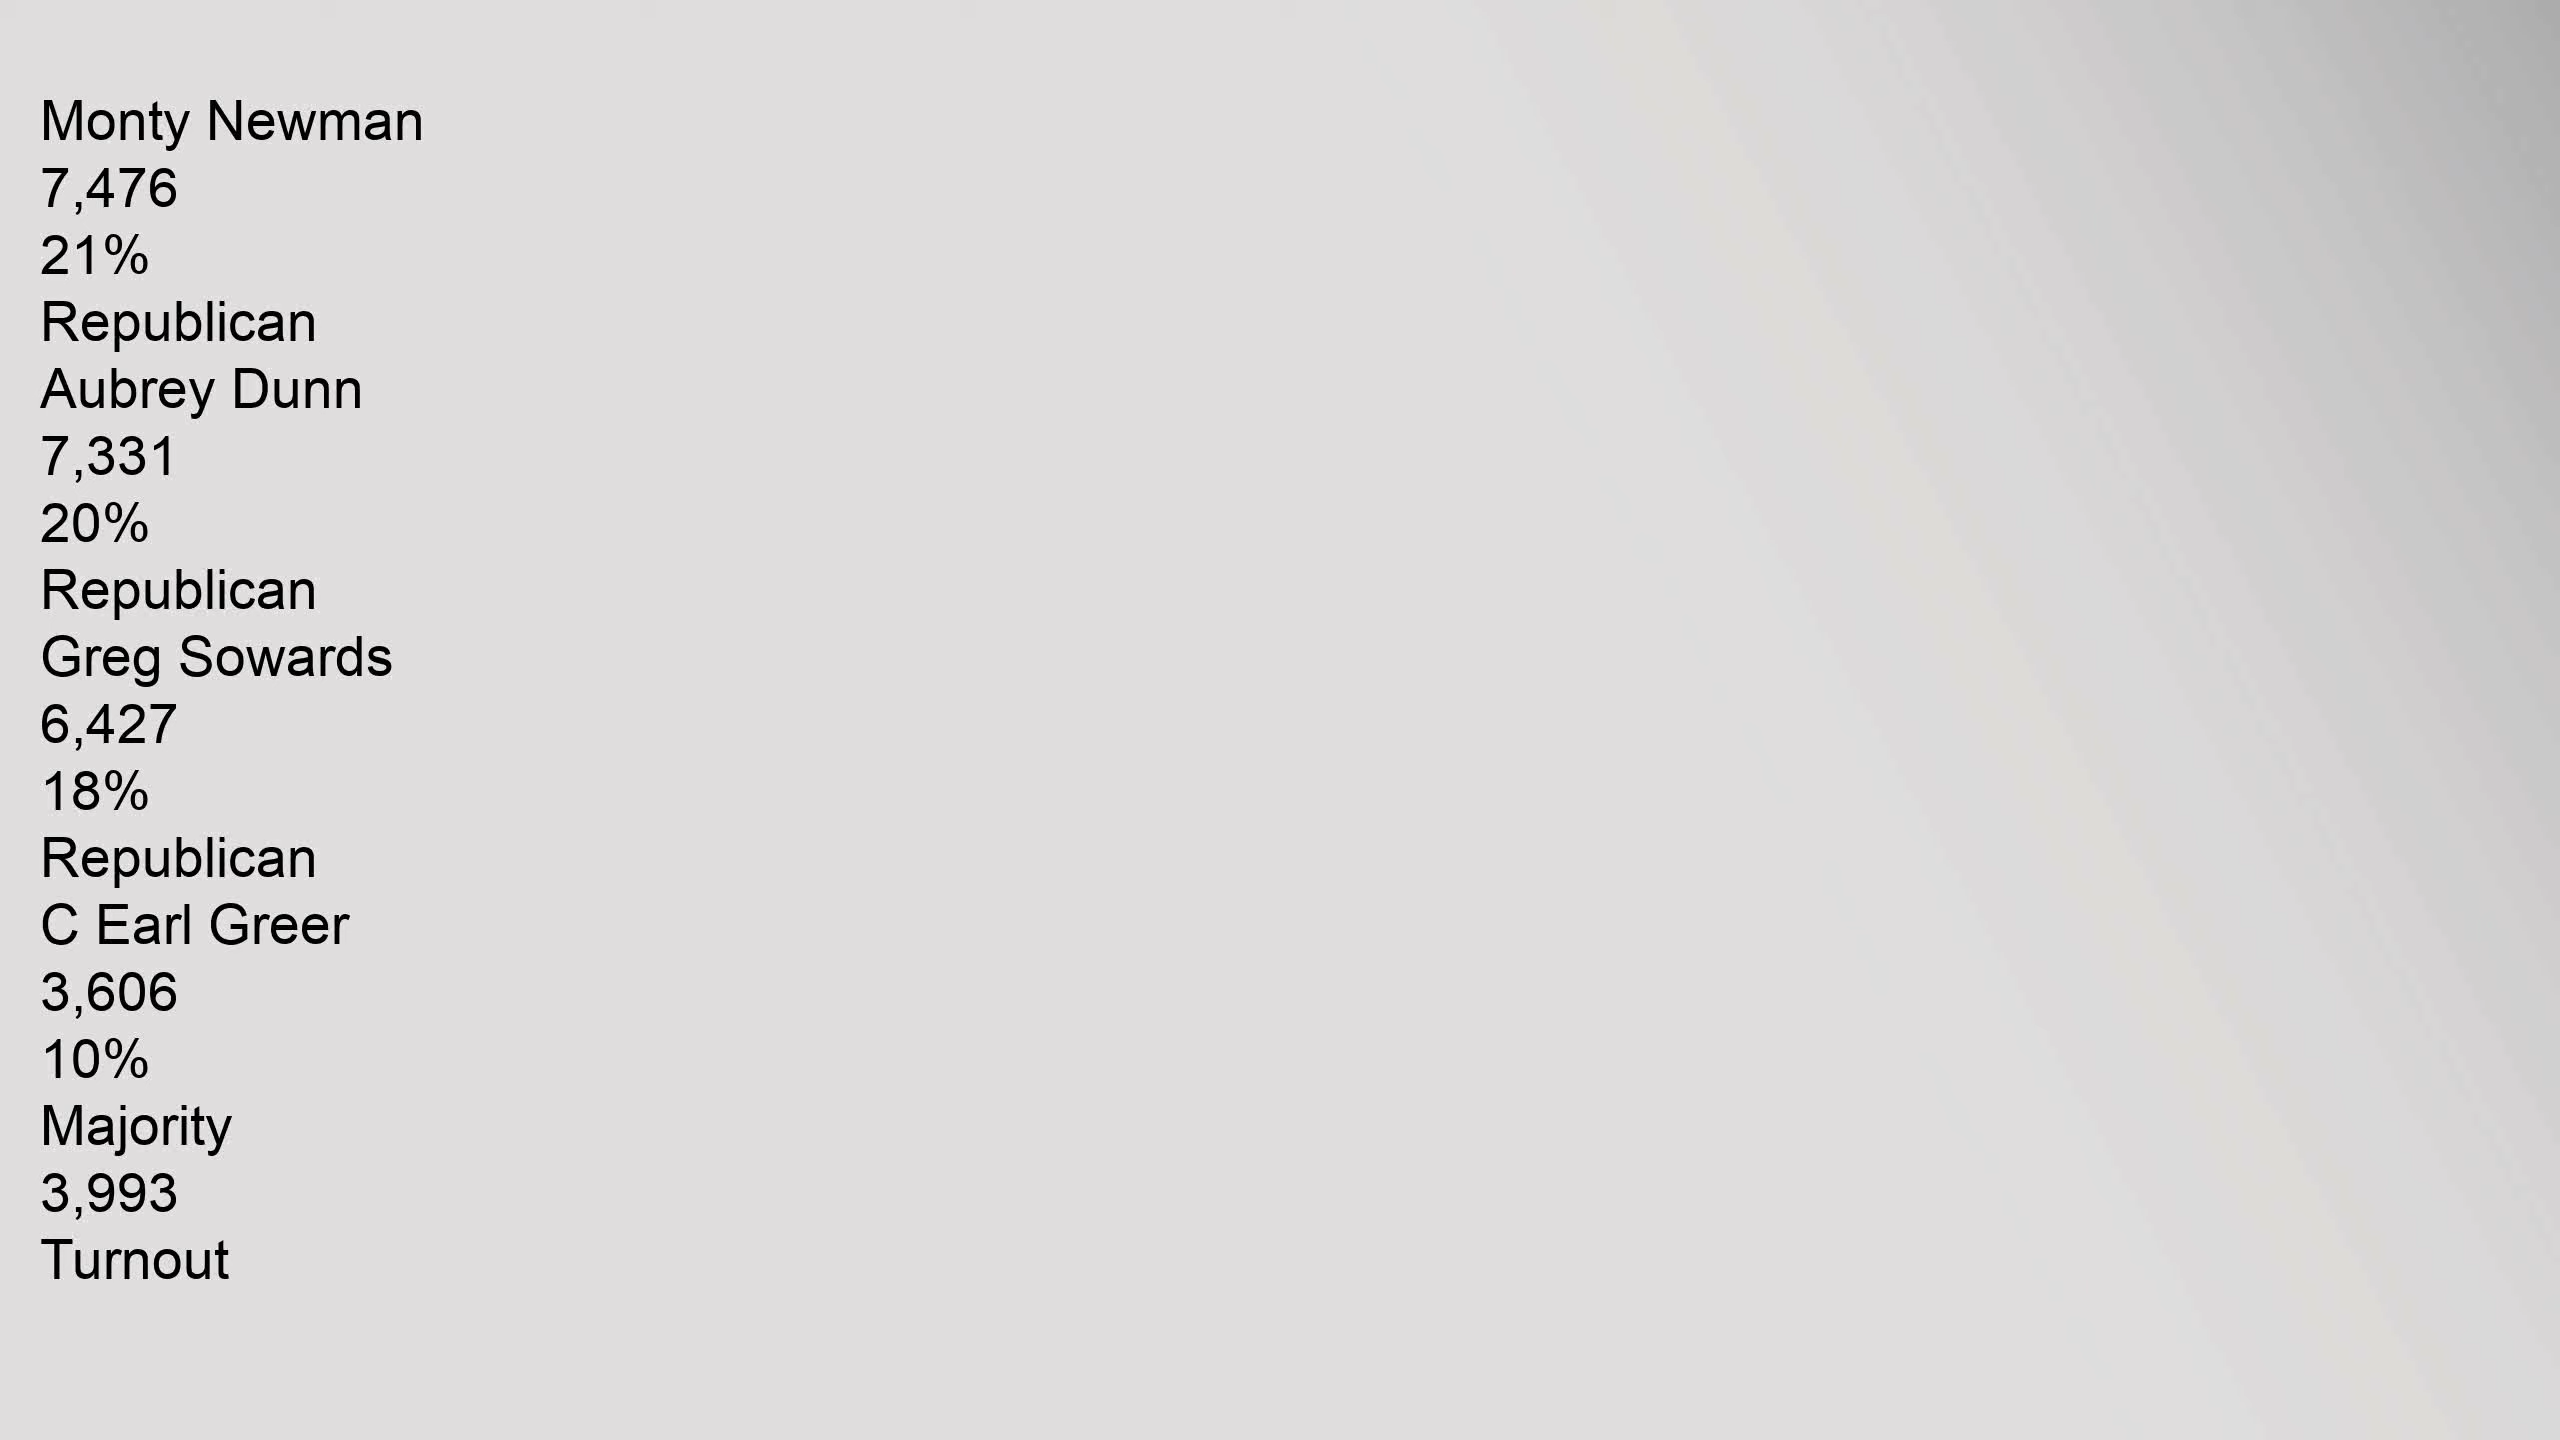 Monty Newman
7,476
21%
Republican
Aubrey Dunn
7,331
20%
Republican
Greg Sowards
6,427
18%
Republican
C Earl Greer
3,606
10%
Majority
3,993
Turnout